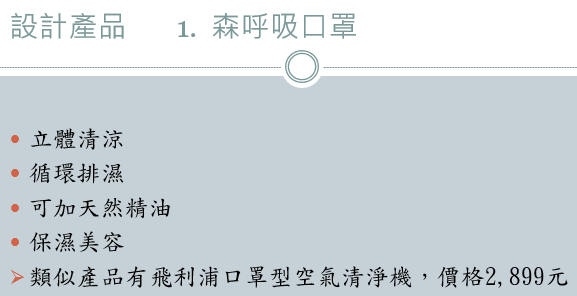 設計產品 1. 森呼吸口罩
立體清涼
循環排濕
可加天然精油
保濕美容
類似產品有飛利浦口罩型空氣清淨機，價格2,899元